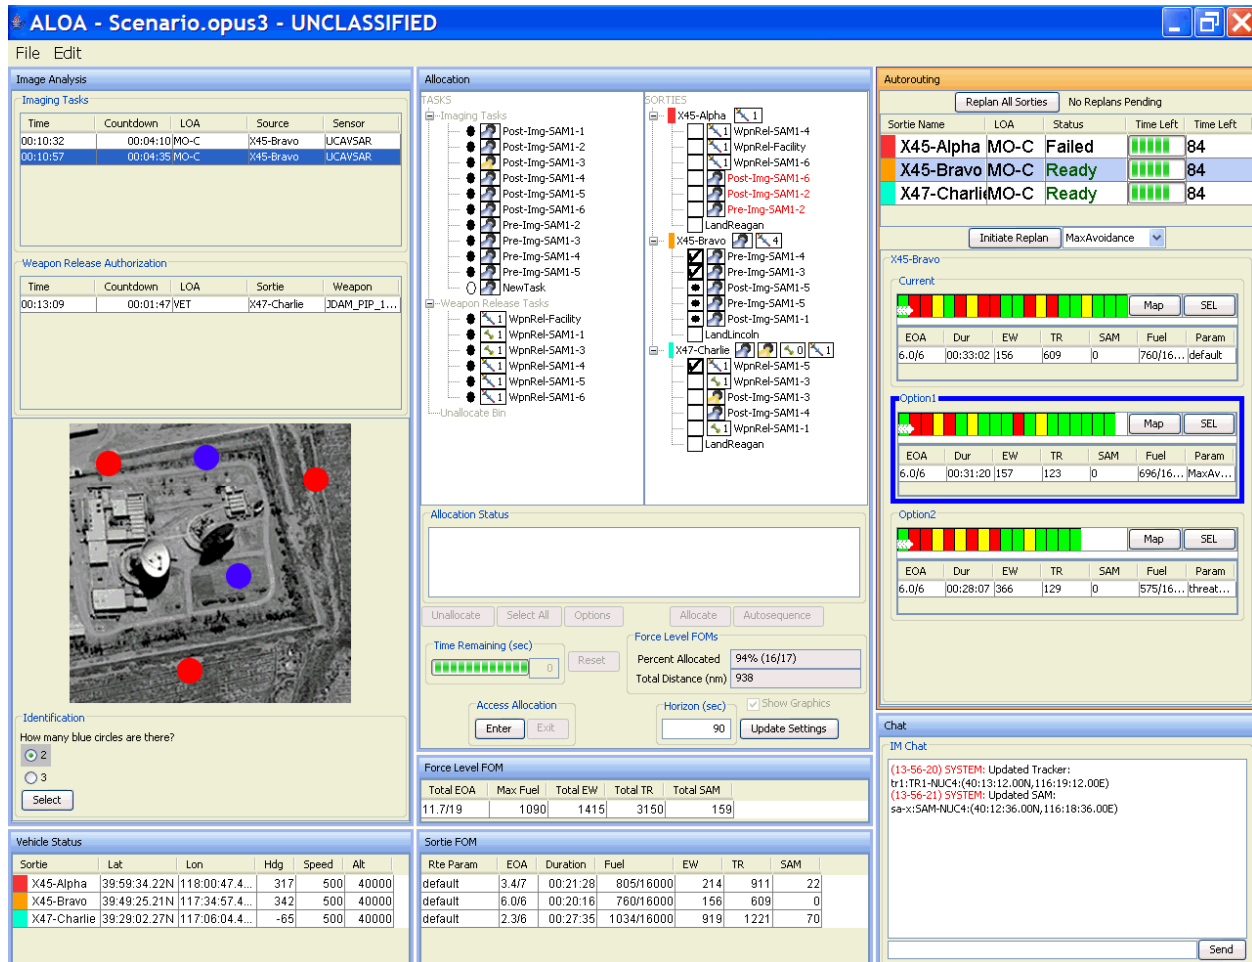 ALOA - Scenario.opus3 - UNCLASSIFIED
File Edit
Image Analysis
Imaging Tasks
Time Countdown LOA Source Sensor
00:10:32 00:04:10 MO-C X45-Bravo UCAVSAR
00:10:57 00:04:35 MO-C X45-Bravo UCAVSAR
Weapon Release Authorization
Time Countdown LOA Sortie Weapon
00:13:09 00:01:47 VET X47-Charlie JDAM_PIP_1...
Identification
How many blue circles are there?
2
3
Select
Vehicle Status
Sortie Lat Lon Hdg Speed Alt
X45-Alpha 39:59:34.22N 118:00:47.4... 317 500 40000
X45-Bravo 39:49:25.21N 117:34:57.4... 342 500 40000
X47-Charlie 39:29:02.27N 117:06:04.4... -65 500 40000
Allocation
TASKS
Imaging Tasks
Post-Img-SAM1-1
Post-Img-SAM1-2
Post-Img-SAM1-3
Post-Img-SAM1-4
Post-Img-SAM1-5
Post-Img-SAM1-6
Pre-Img-SAM1-2
Pre-Img-SAM1-3
Pre-Img-SAM1-4
Pre-Img-SAM1-5
NewTask
Weapon Release Tasks
1 WpnRel-Facility
1 WpnRel-SAM1-1
1 WpnRel-SAM1-3
1 WpnRel-SAM1-4
1 WpnRel-SAM1-5
1 WpnRel-SAM1-6
Unallocate Bin
SORTIES
X45-Alpha 1
1 WpnRel-SAM1-4
1 WpnRel-Facility
1 WpnRel-SAM1-6
Post-Img-SAM1-6
Post-Img-SAM1-2
Pre-Img-SAM1-2
LandReagan
X45-Bravo 4
Pre-Img-SAM1-4
Pre-Img-SAM1-3
Post-Img-SAM1-5
Pre-Img-SAM1-5
Post-Img-SAM1-1
LandLincoln
X47-Charlie 0 1
1 WpnRel-SAM1-5
1 WpnRel-SAM1-3
Post-Img-SAM1-3
Post-Img-SAM1-4
1 WpnRel-SAM1-1
LandReagan
Allocation Status
Unallocate Select All Options Allocate Autosequence
Time Remaining (sec)
0
Reset
Force Level FOMs
Percent Allocated 94% (16/17)
Total Distance (nm) 938
Access Allocation
Enter Exit
Horizon (sec)
90
Show Graphics
Update Settings
Force Level FOM
Total EOA Max Fuel Total EW Total TR Total SAM
11.7/19 1090 1415 3150 159
Sortie FOM
Rte Param EOA Duration Fuel EW TR SAM
default 3.4/7 00:21:28 805/16000 214 911 22
default 6.0/6 00:20:16 760/16000 156 609 0
default 2.3/6 00:27:35 1034/16000 919 1221 70
Autorouting
Replan All Sorties No Replans Pending
Sortie Name LOA Status Time Left Time Left
X45-Alpha MO-C Failed 84
X45-Bravo MO-C Ready 84
X47-Charlie MO-C Ready 84
Initiate Replan MaxAvoidance
X45-Bravo
Current
Map SEL
EOA Dur EW TR SAM Fuel Param
6.0/6 00:33:02 156 609 0 760/16... default
Option1
Map SEL
EOA Dur EW TR SAM Fuel Param
6.0/6 00:31:20 157 123 0 696/16... MaxAv...
Option2
Map SEL
EOA Dur EW TR SAM Fuel Param
6.0/6 00:28:07 366 129 0 575/16... threat...
Chat
IM Chat
(13-56-20) SYSTEM: Updated Tracker:
tr1:TR1-NUC4:(40:13:12.00N,116:19:12.00E)
(13-56-21) SYSTEM: Updated SAM:
sa-x:SAM-NUC4:(40:12:36.00N,116:18:36.00E)
Send